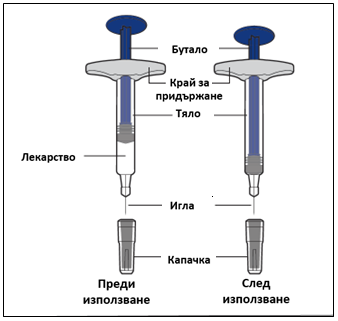 Бутало
Край за
придържане
Тяло
Лекарство
Игла
Капачка
Преди
използване
След
използване